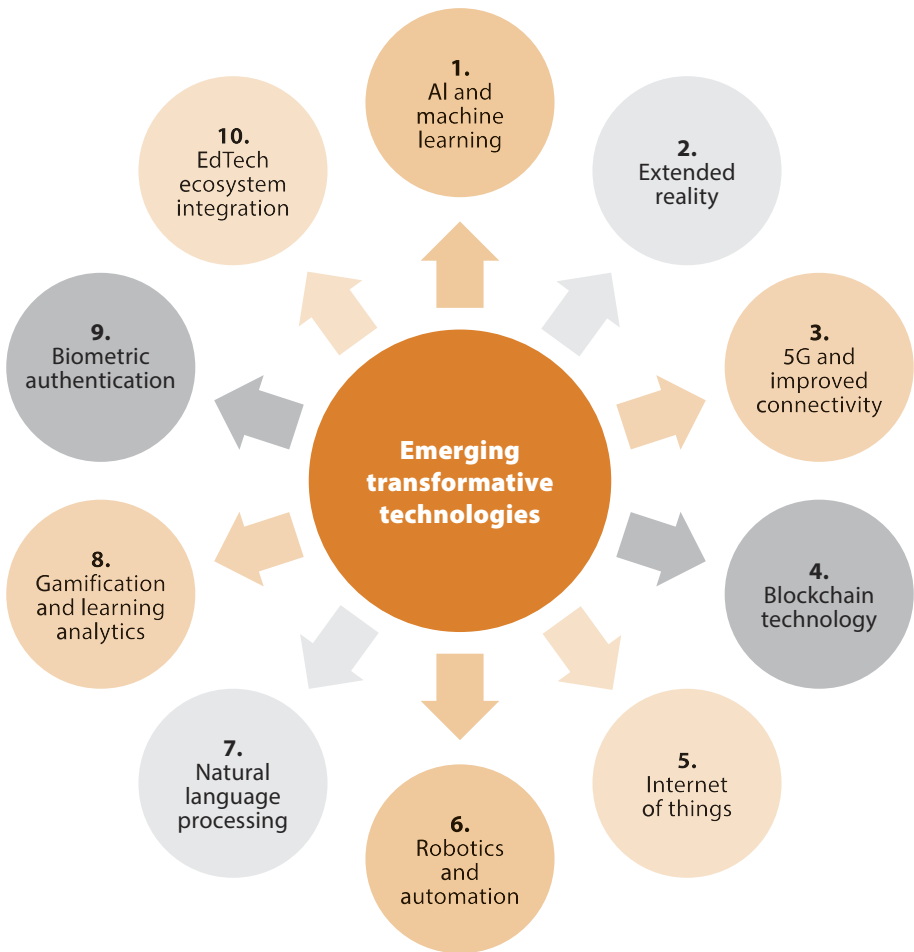 Emerging
transformative
technologies
1.
AI and
machine
learning
2.
Extended
reality
3.
5G and
improved
connectivity
4.
Blockchain
technology
5.
Internet
of things
6.
Robotics
and
automation
7.
Natural
language
processing
8.
Gamification
and learning
analytics
9.
Biometric
authentication
10.
EdTech
ecosystem
integration